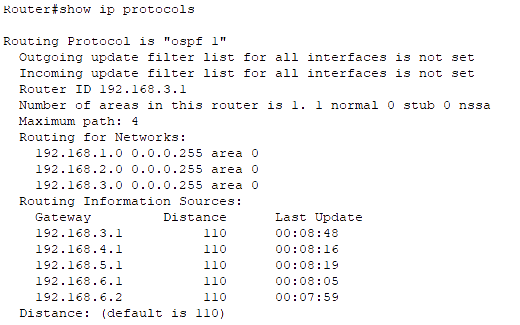 Router#show ip protocols
Routing Protocol is "ospf 1"
Outgoing update filter list for all interfaces is not set
Incoming update filter list for all interfaces is not set
Router ID 192.168.3.1
Number of areas in this router is 1. 1 normal 0 stub 0 nssa
Maximum path: 4
Routing for Networks:
192.168.1.0 0.0.0.255 area 0
192.168.2.0 0.0.0.255 area 0
192.168.3.0 0.0.0.255 area 0
Routing Information Sources:
Gateway Distance Last Update
192.168.3.1 110 00:08:48
192.168.4.1 110 00:08:16
192.168.5.1 110 00:08:19
192.168.6.1 110 00:08:05
192.168.6.2 110 00:07:59
Distance: (default is 110)